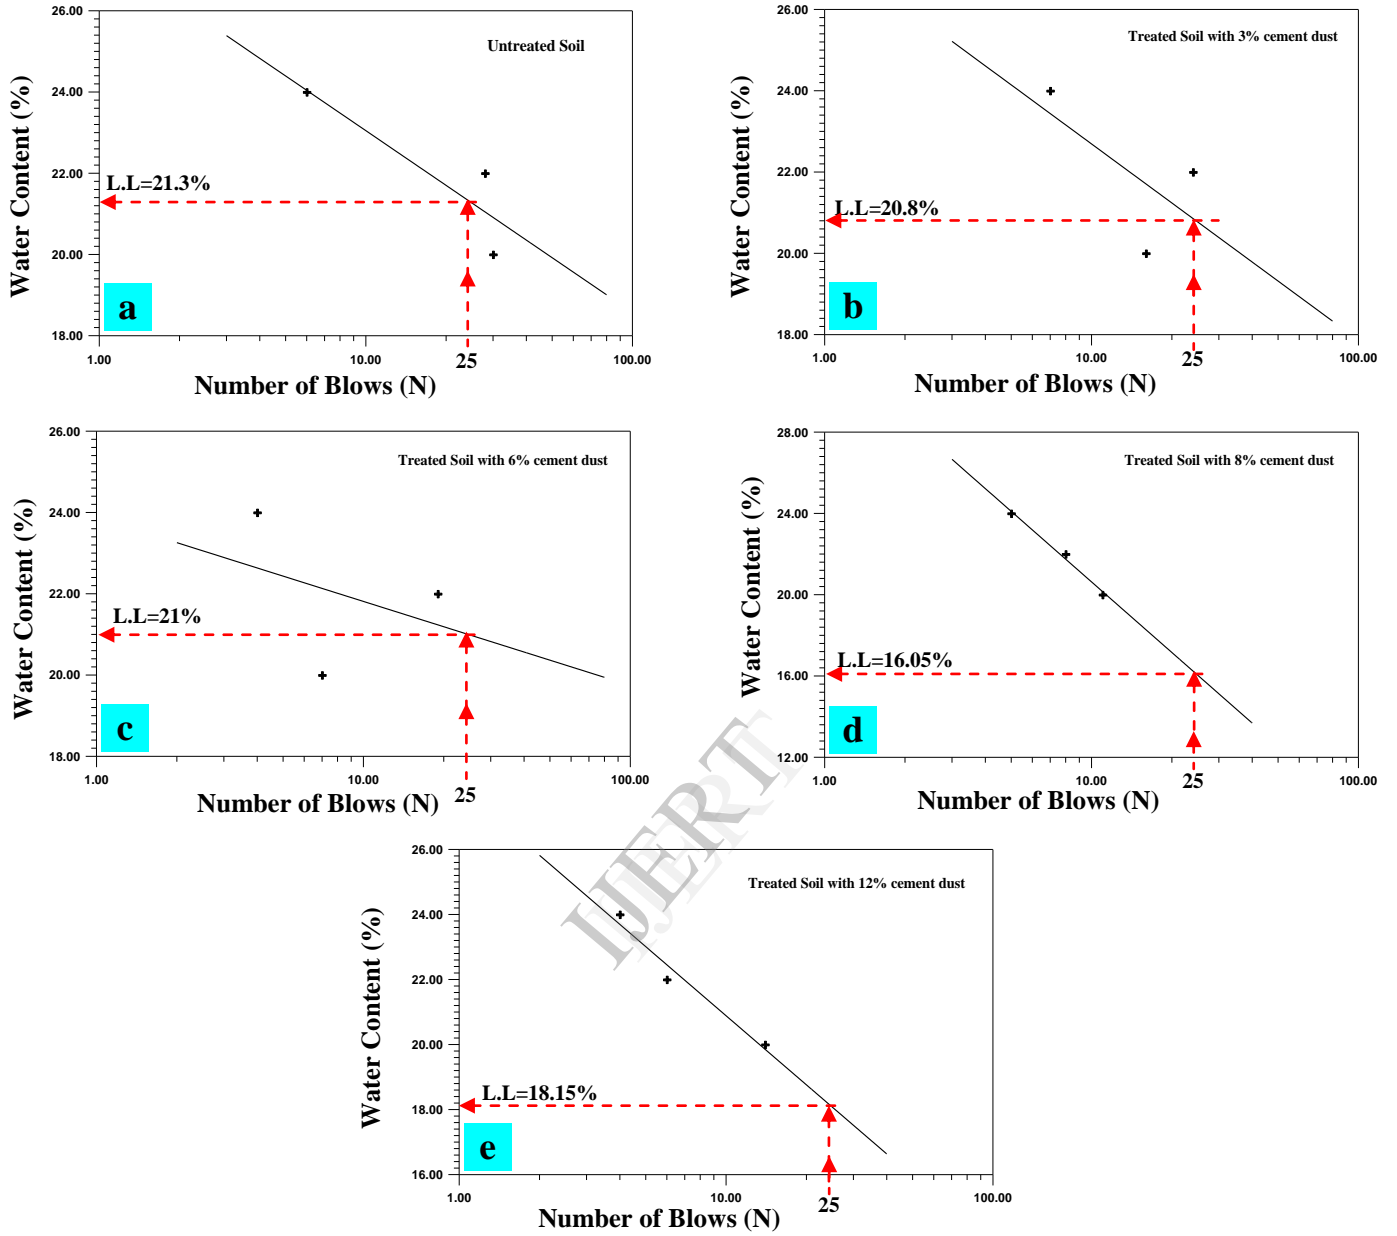 26.00
Untreated Soil
24.00
22.00
L.L=21.3%
20.00
a
18.00
1.00
10.00
25
100.00
Water Content (%)
Number of Blows (N)
26.00
Treated Soil with 3% cement dust
24.00
22.00
L.L=20.8%
20.00
b
18.00
1.00
10.00
25
100.00
Water Content (%)
Number of Blows (N)
26.00
Treated Soil with 6% cement dust
24.00
22.00
L.L=21%
20.00
c
18.00
1.00
10.00
25
100.00
Water Content (%)
Number of Blows (N)
28.00
Treated Soil with 8% cement dust
24.00
20.00
L.L=16.05%
16.00
d
12.00
1.00
10.00
25
100.00
Water Content (%)
Number of Blows (N)
IJERT
26.00
Treated Soil with 12% cement dust
24.00
22.00
20.00
L.L=18.15%
18.00
e
16.00
1.00
10.00
25
100.00
Water Content (%)
Number of Blows (N)